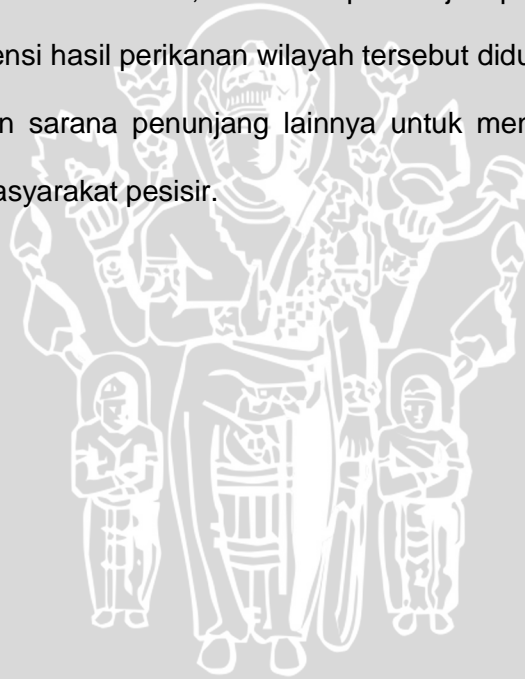 ensi hasil perikanan wilayah tersebut didu
n sarana penunjang lainnya untuk mer
asyarakat pesisir.